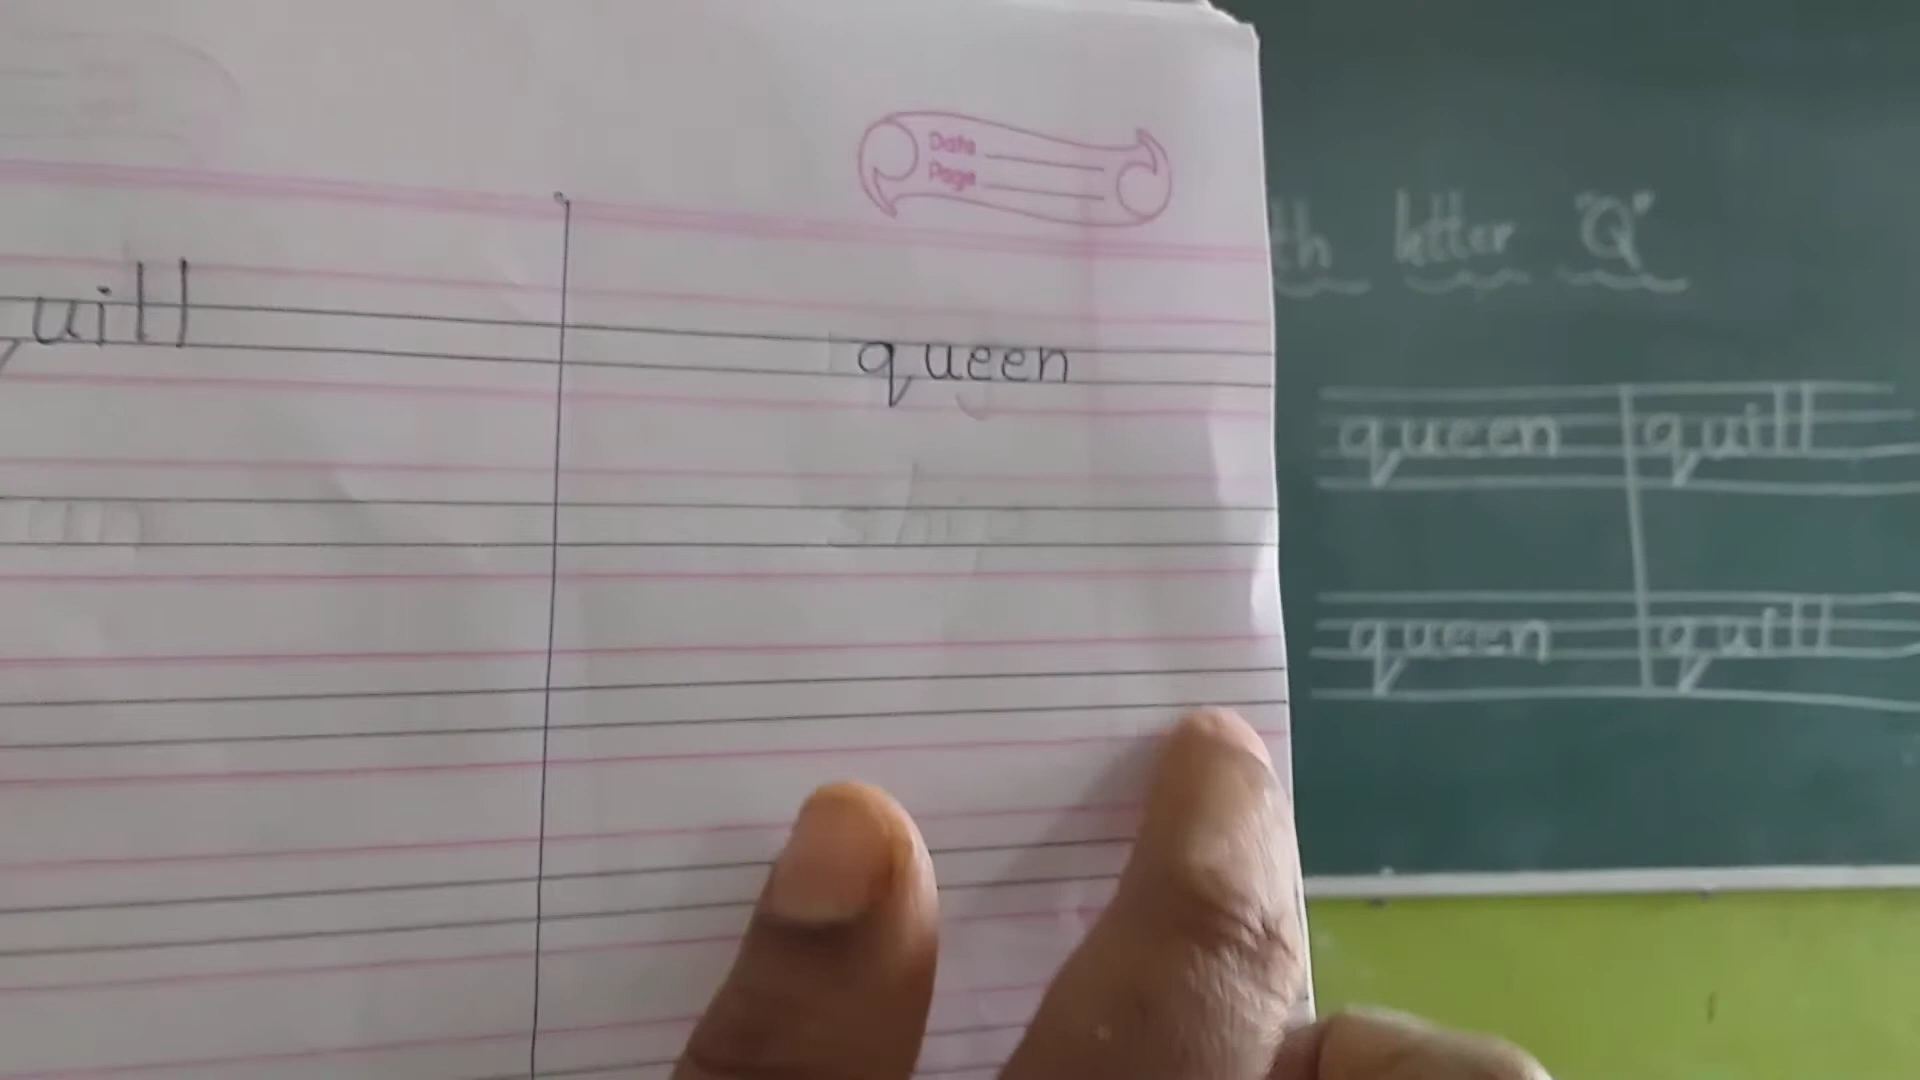 Date
Page
uill queen
th letter "Q"
queen quill
queen quill